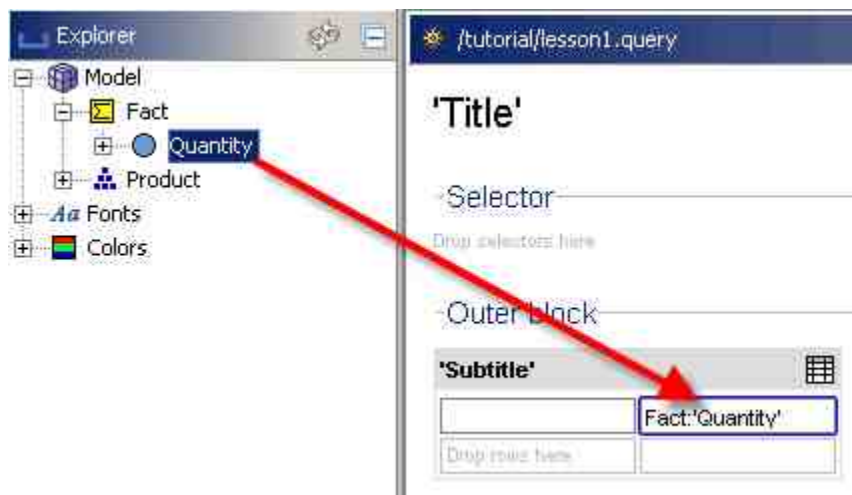 Explorer
Model
Fact
Quantity
Product
Aa Fonts
Colors
/tutorial/lesson1.query
'Title'
Selector
Drop selectors here
Outer block
'Subtitle'
Fact:'Quantity'
Drop rows here